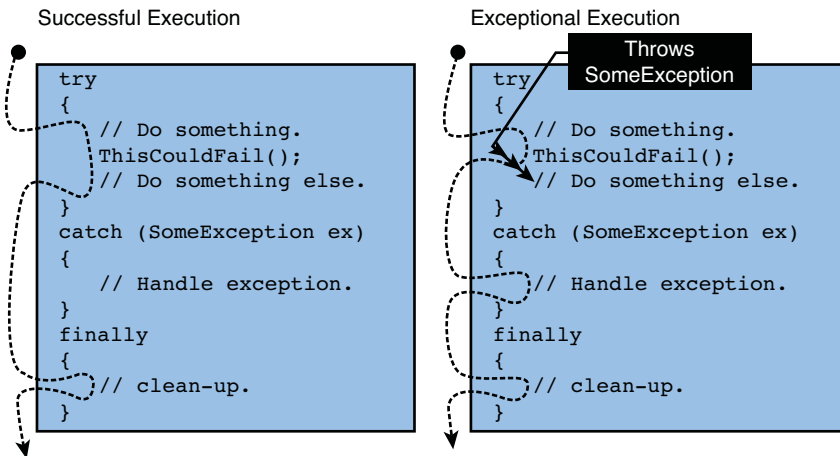 Successful Execution
try
{
// Do something.
ThisCouldFail();
// Do something else.
}
catch (SomeException ex)
{
// Handle exception.
}
finally
{
// clean-up.
}
Exceptional Execution
Throws
SomeException
try
{
// Do something.
ThisCouldFail();
// Do something else.
}
catch (SomeException ex)
{
// Handle exception.
}
finally
{
// clean-up.
}